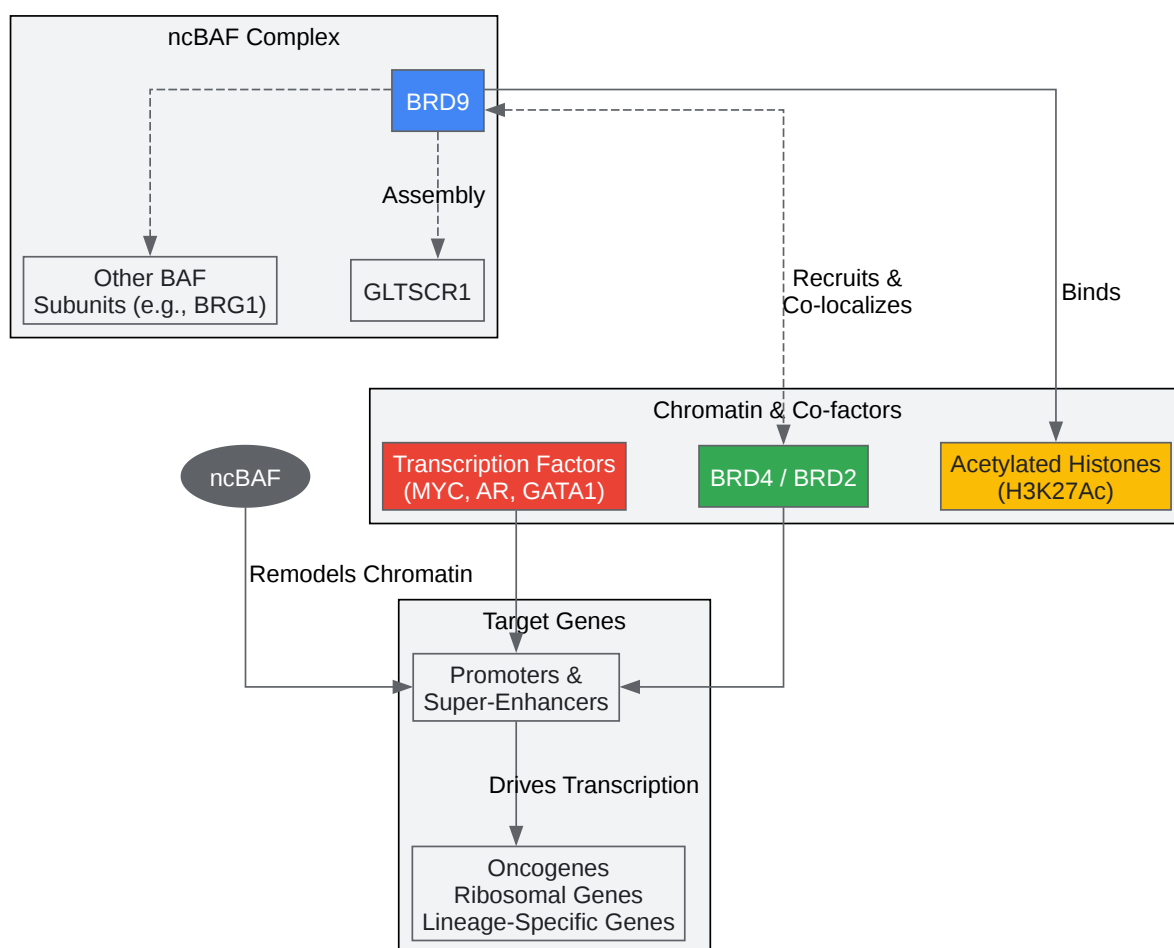 ncBAF Complex
BRD9
Assembly
Other BAF
Subunits (e.g., BRG1)
GLTSCR1
Recruits &
Co-localizes
Binds
Chromatin & Co-factors
Transcription Factors
(MYC, AR, GATA1)
BRD4 / BRD2
Acetylated Histones
(H3K27Ac)
ncBAF
Remodels Chromatin
Target Genes
Promoters &
Super-Enhancers
Drives Transcription
Oncogenes
Ribosomal Genes
Lineage-Specific Genes